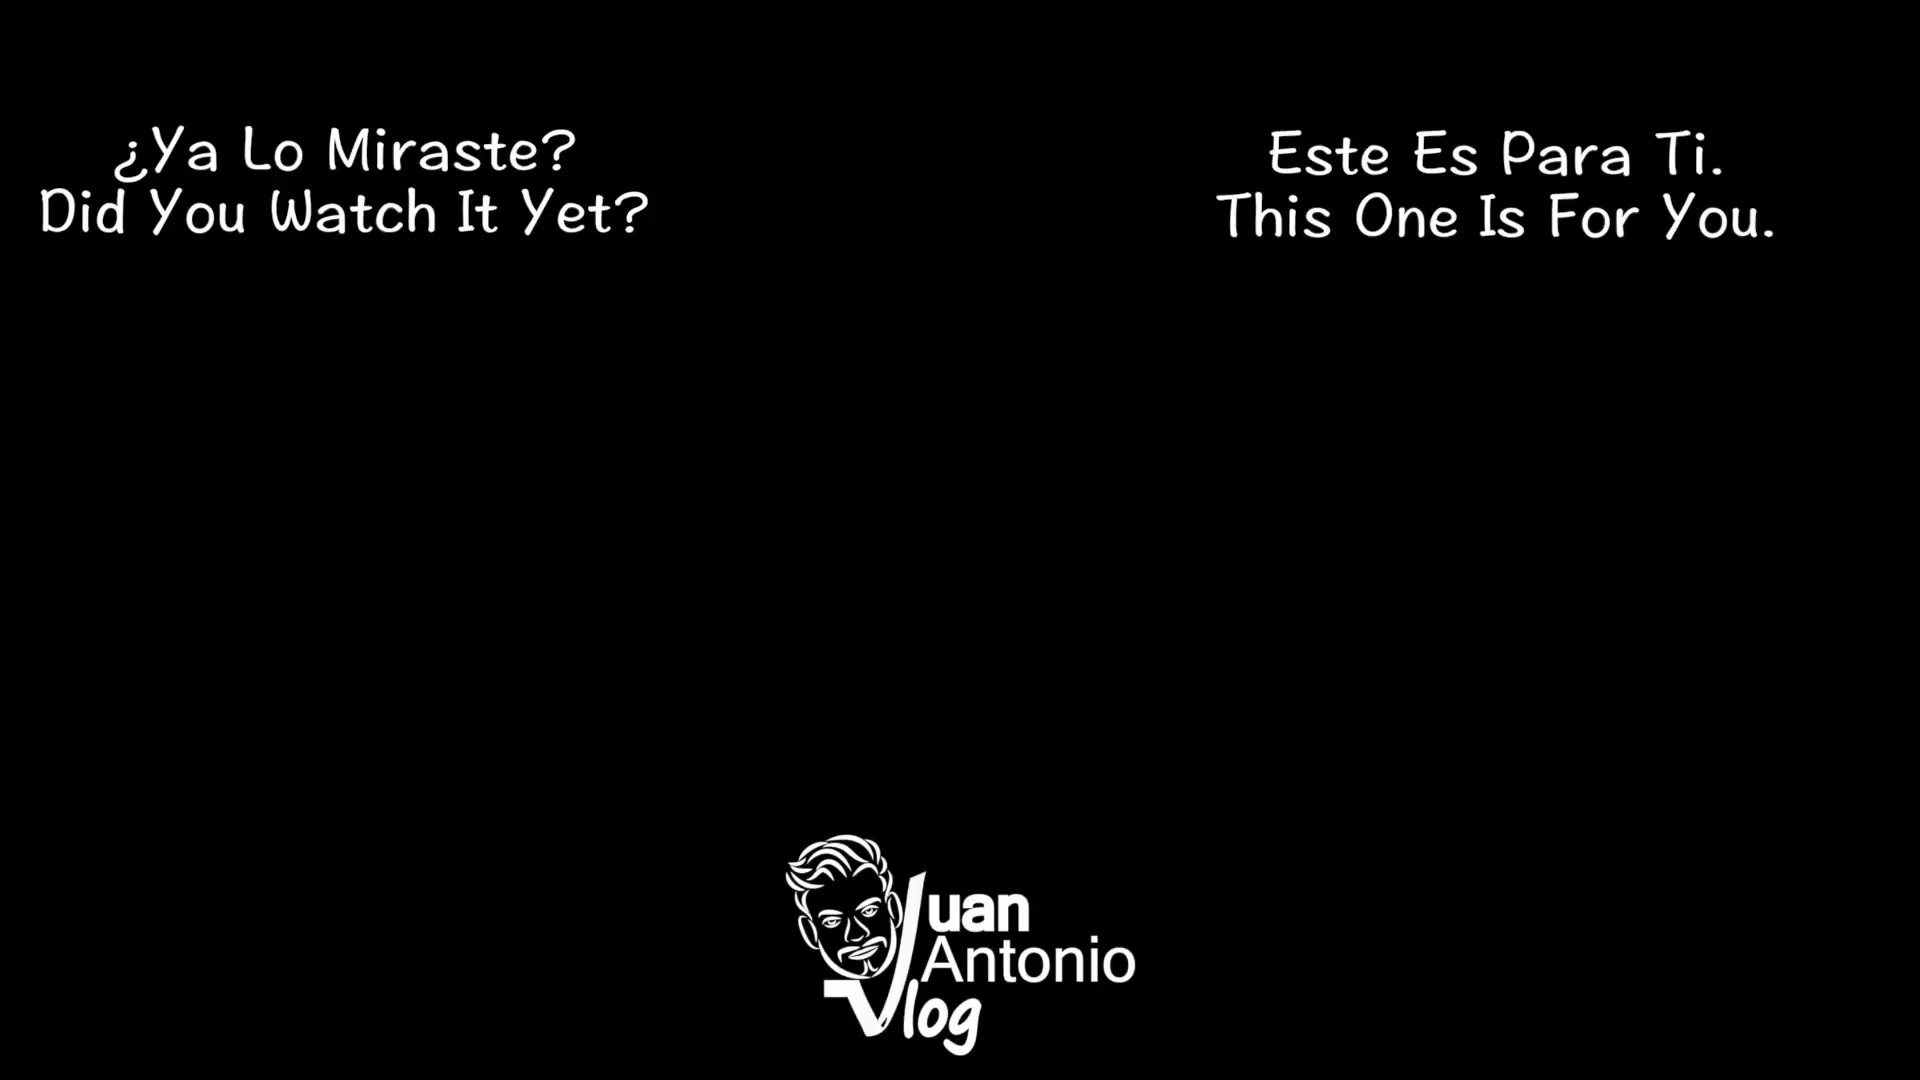 ¿Ya Lo Miraste?
Did You Watch It Yet?
Este Es Para Ti.
This One Is For You.
Juan
Antonio
Vlog